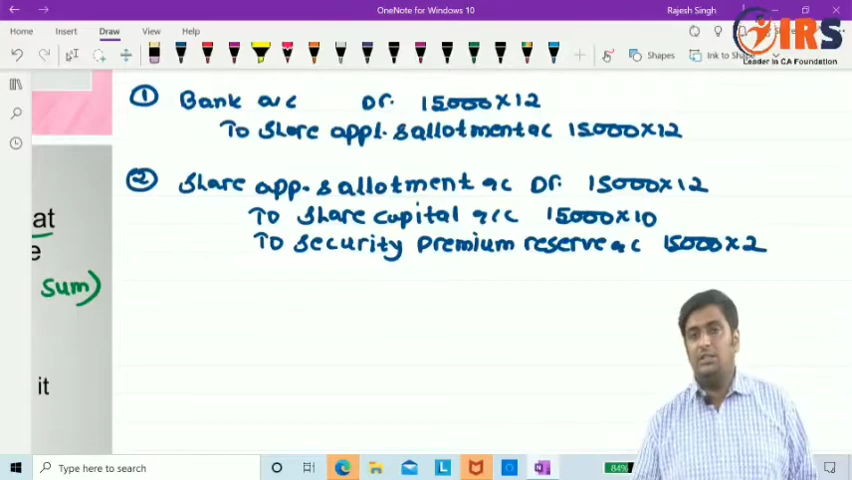 OneNote for Windows 10
Rajesh Singh
Home Insert Draw View Help
Shapes
Ink to Shape
IRS
Leader in CA Foundation
① Bank a/c Dr. 15000×12
To Share appl. & allotment ac 15000×12
② Share app. & allotment ac Dr. 15000×12
To Share capital a/c 15000×10
To Security Premium reserve ac 15000×2
at
e
sum)
it
Type here to search
84%